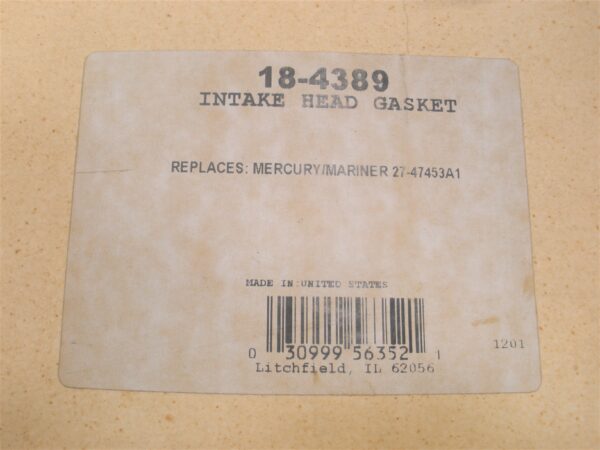 18-4389
INTAKE HEAD GASKET
REPLACES: MERCURY/MARINER 27-47453A1
MADE IN:UNITED STATES
0 30999 56352 1
Litchfield, IL 62056
1201